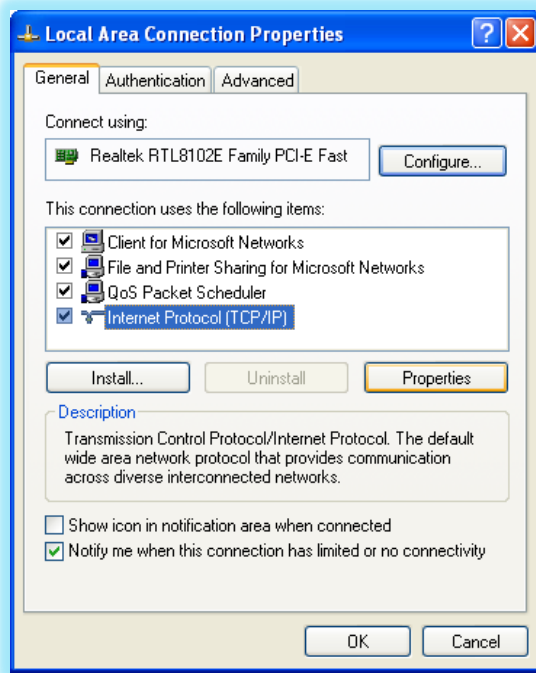 Local Area Connection Properties
General Authentication Advanced
Connect using:
Realtek RTL8102E Family PCI-E Fast
Configure...
This connection uses the following items:
Client for Microsoft Networks
File and Printer Sharing for Microsoft Networks
QoS Packet Scheduler
Internet Protocol (TCP/IP)
Install... Uninstall Properties
Description
Transmission Control Protocol/Internet Protocol. The default
wide area network protocol that provides communication
across diverse interconnected networks.
Show icon in notification area when connected
Notify me when this connection has limited or no connectivity
OK Cancel